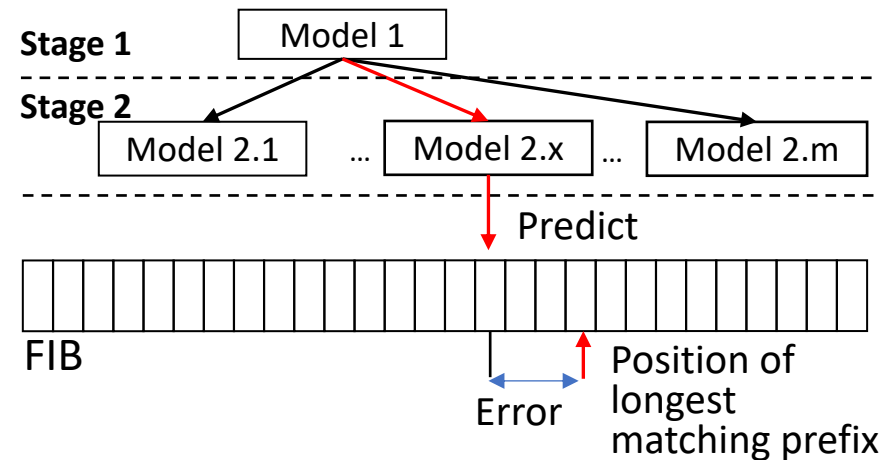 Stage 1
Model 1
Stage 2
Model 2.1
...
Model 2.x
...
Model 2.m
Predict
FIB
Error
Position of
longest
matching prefix